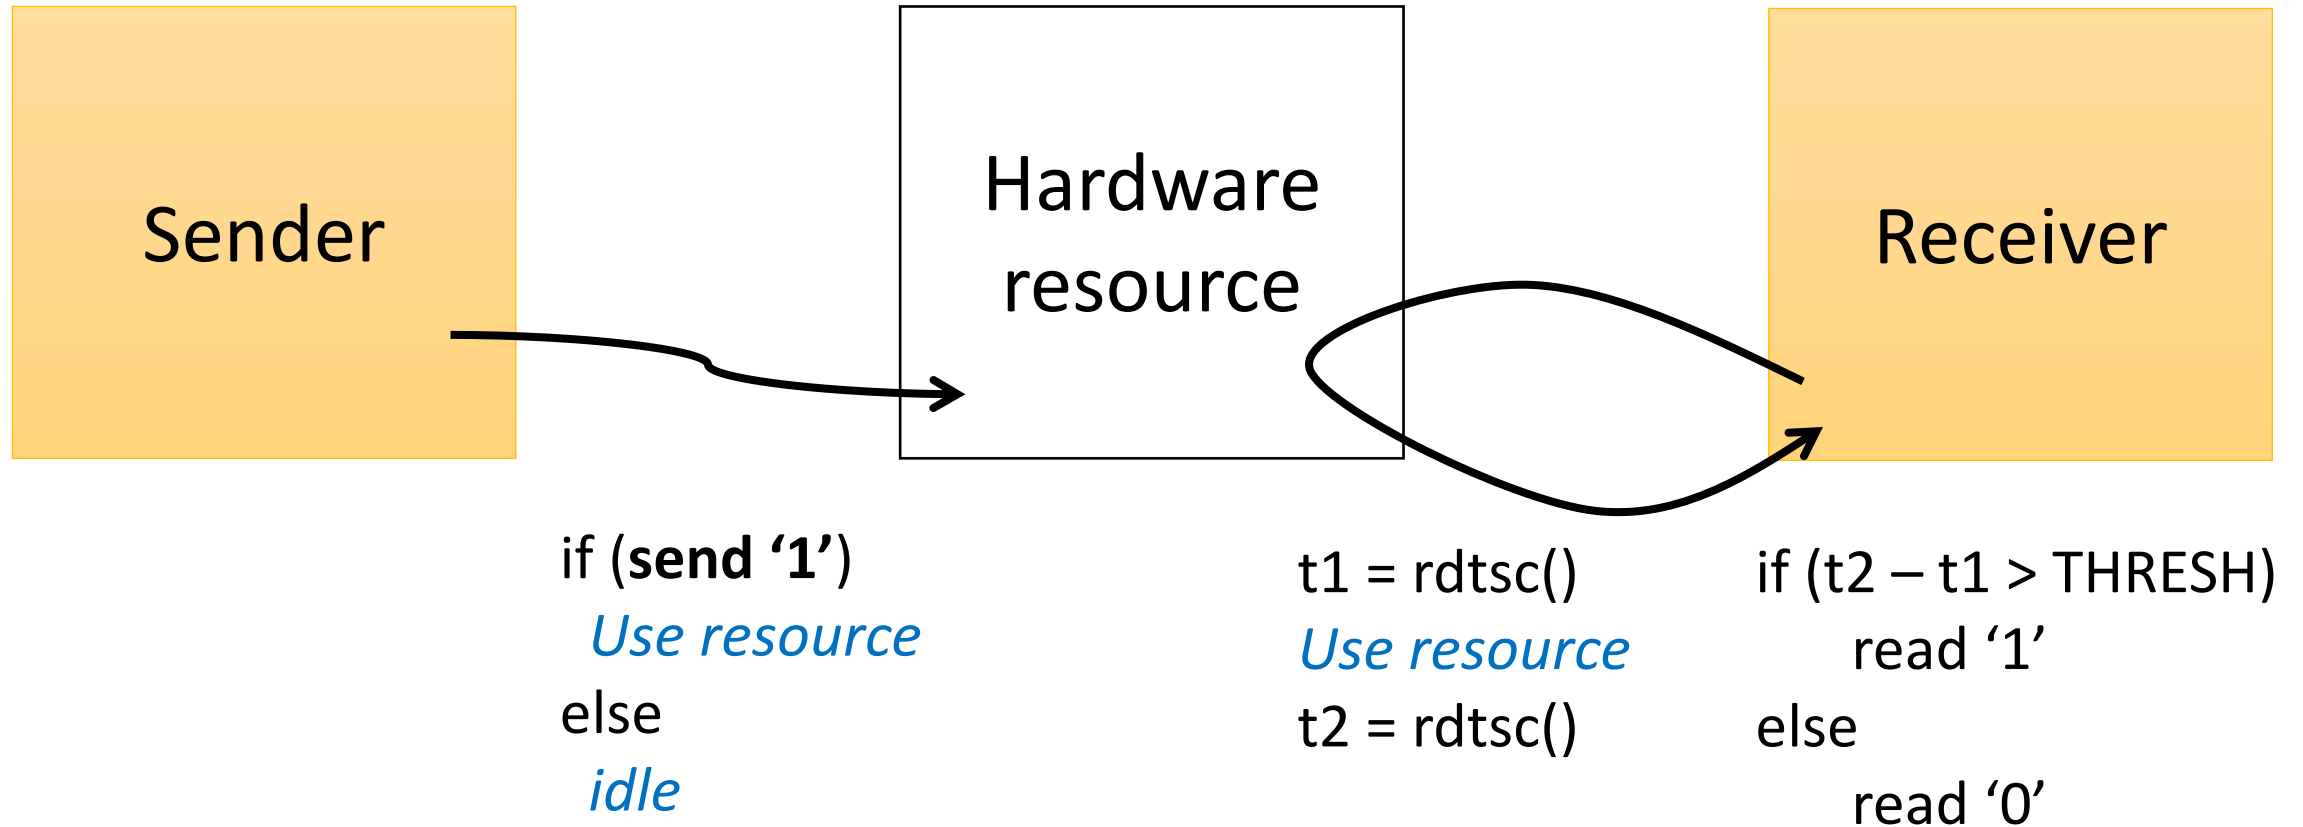 Sender
Hardware
resource
Receiver
if (send ‘1’)
Use resource
else
idle
t1 = rdtsc()
Use resource
t2 = rdtsc()
if (t2 – t1 > THRESH)
read ‘1’
else
read ‘0’